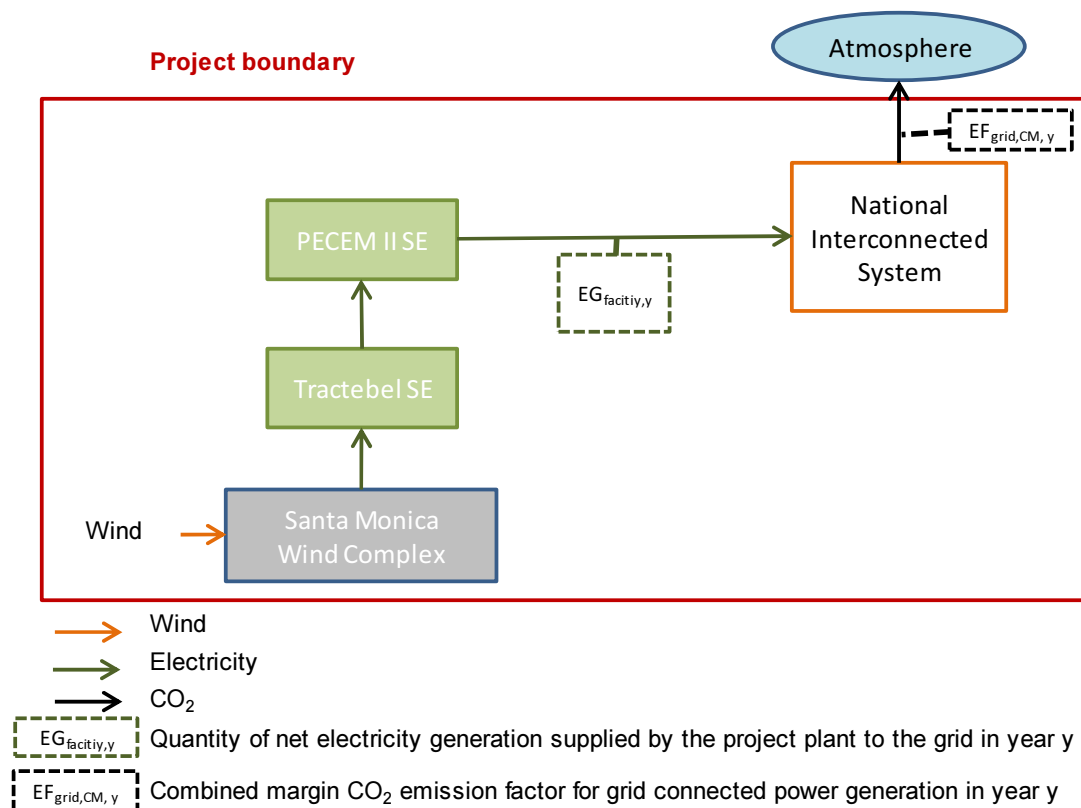 Atmosphere
Project boundary
EFgrid,CM, y
National
Interconnected
System
PECEM II SE
EGfacitiy,y
Tractebel SE
Santa Monica
Wind Complex
Wind
Wind
Electricity
CO2
EGfacitiy,y Quantity of net electricity generation supplied by the project plant to the grid in year y
EFgrid,CM, y Combined margin CO2 emission factor for grid connected power generation in year y